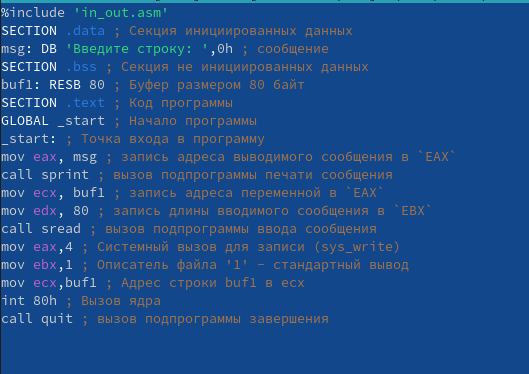 %include 'in_out.asm'
SECTION .data ; Секция инициированных данных
msg: DB 'Введите строку: ',0h ; сообщение
SECTION .bss ; Секция не инициированных данных
buf1: RESB 80 ; Буфер размером 80 байт
SECTION .text ; Код программы
GLOBAL _start ; Начало программы
_start: ; Точка входа в программу
mov eax, msg ; запись адреса выводимого сообщения в `EAX`
call sprint ; вызов подпрограммы печати сообщения
mov ecx, buf1 ; запись адреса переменной в `EAX`
mov edx, 80 ; запись длины вводимого сообщения в `EBX`
call sread ; вызов подпрограммы ввода сообщения
mov eax,4 ; Системный вызов для записи (sys_write)
mov ebx,1 ; Описатель файла '1' - стандартный вывод
mov ecx,buf1 ; Адрес строки buf1 в ecx
int 80h ; Вызов ядра
call quit ; вызов подпрограммы завершения